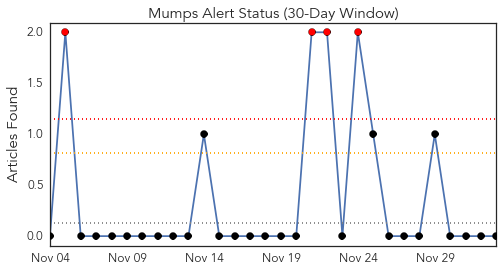 Mumps Alert Status (30-Day Window)
Articles Found
2.0
1.5
1.0
0.5
0.0
Nov 04 Nov 09 Nov 14 Nov 19 Nov 24 Nov 29